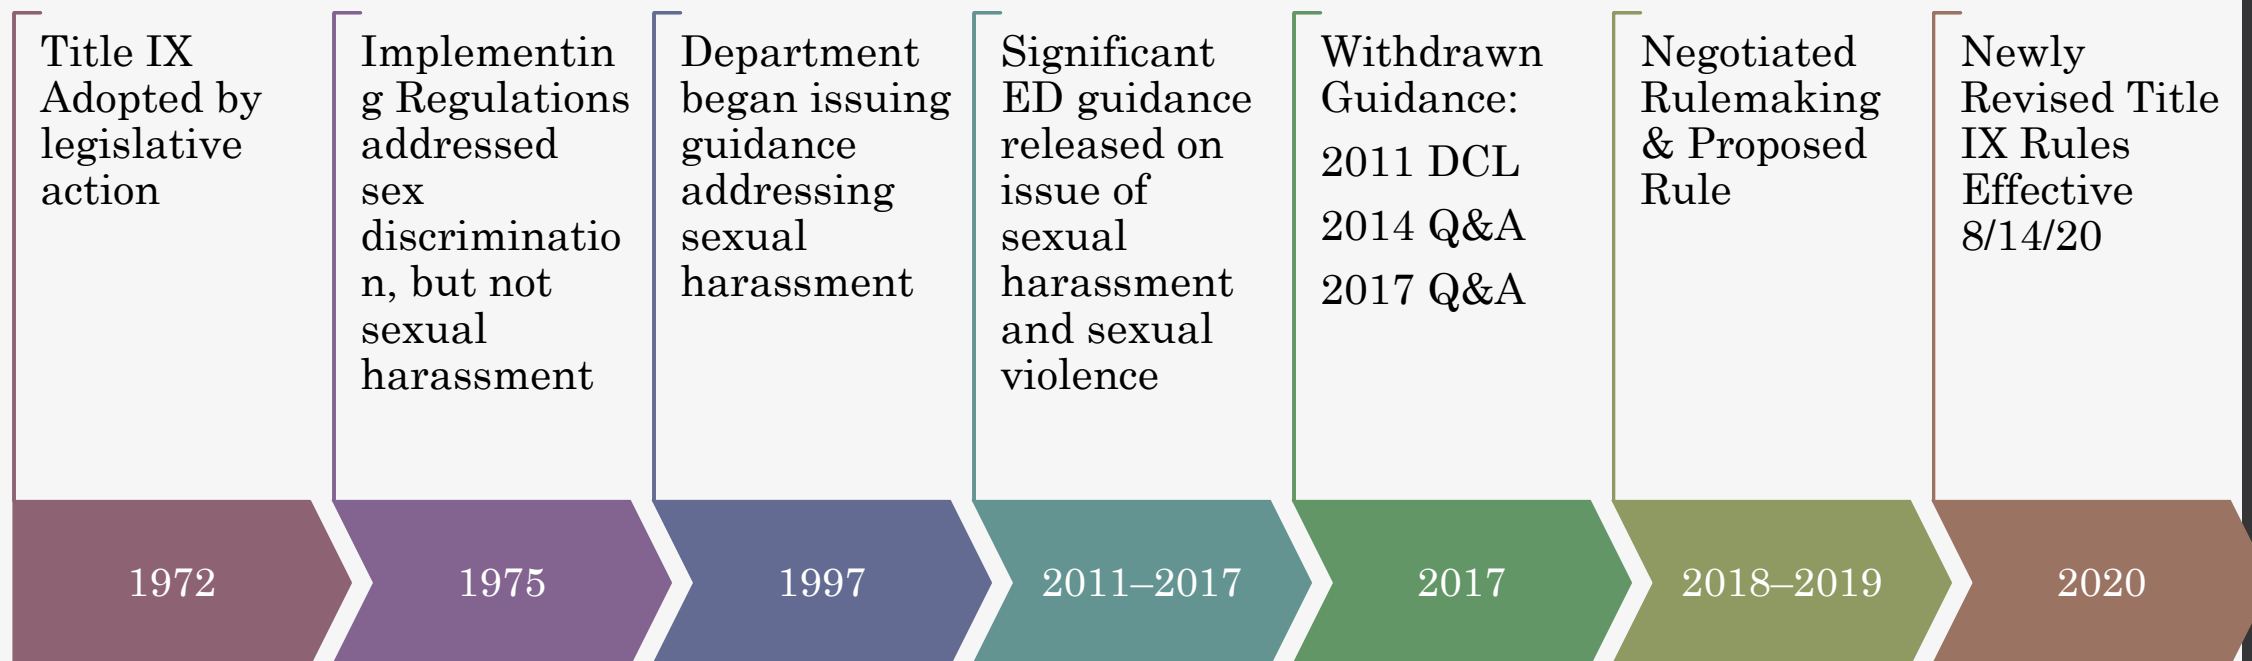 Title IX
Adopted by
legislative
action
Implementin
g Regulations
addressed
sex
discriminatio
n, but not
sexual
harassment
Department
began issuing
guidance
addressing
sexual
harassment
Significant
ED guidance
released on
issue of
sexual
harassment
and sexual
violence
Withdrawn
Guidance:
2011 DCL
2014 Q&A
2017 Q&A
Negotiated
Rulemaking
& Proposed
Rule
Newly
Revised Title
IX Rules
Effective
8/14/20
1972
1975
1997
2011–2017
2017
2018–2019
2020